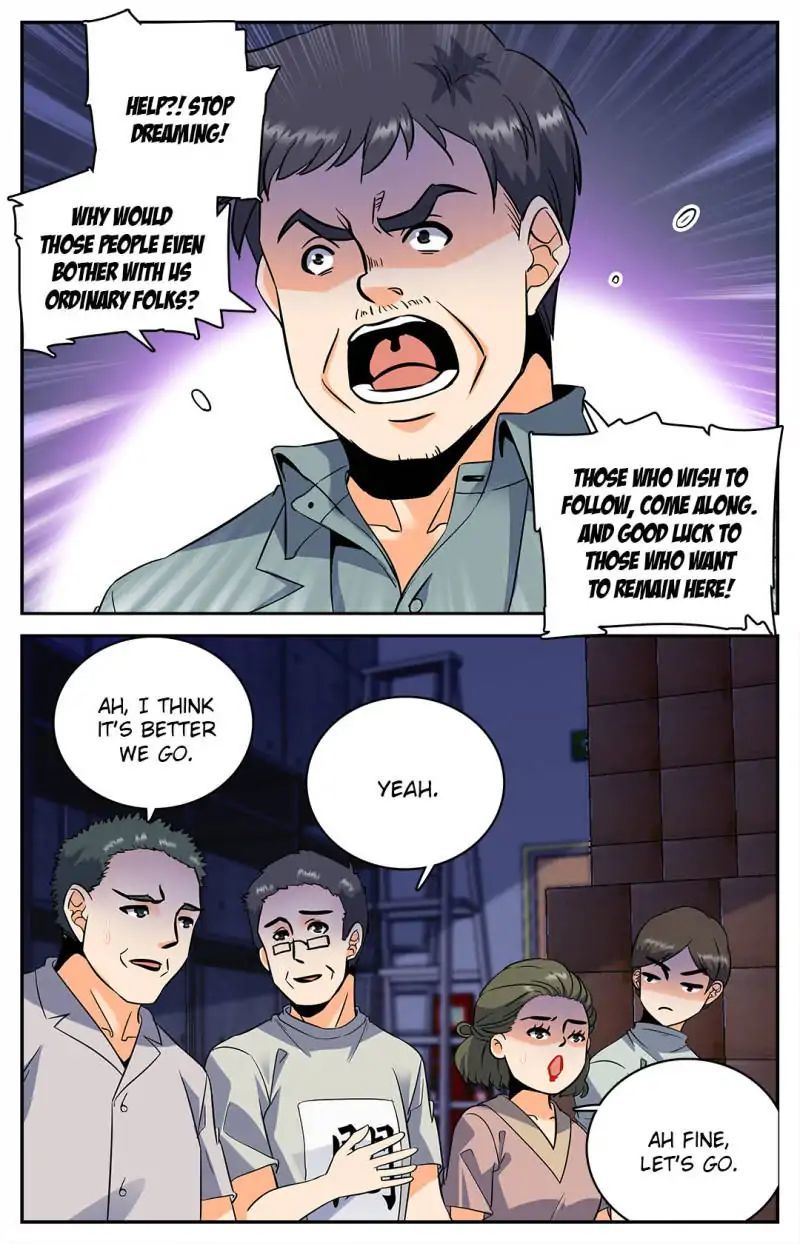 HELP?! STOP
DREAMING!
WHY WOULD
THOSE PEOPLE EVEN
BOTHER WITH US
ORDINARY FOLKS?
THOSE WHO WISH TO
FOLLOW, COME ALONG.
AND GOOD LUCK TO
THOSE WHO WANT
TO REMAIN HERE!
AH, I THINK
IT'S BETTER
WE GO.
YEAH.
AH FINE,
LET'S GO.